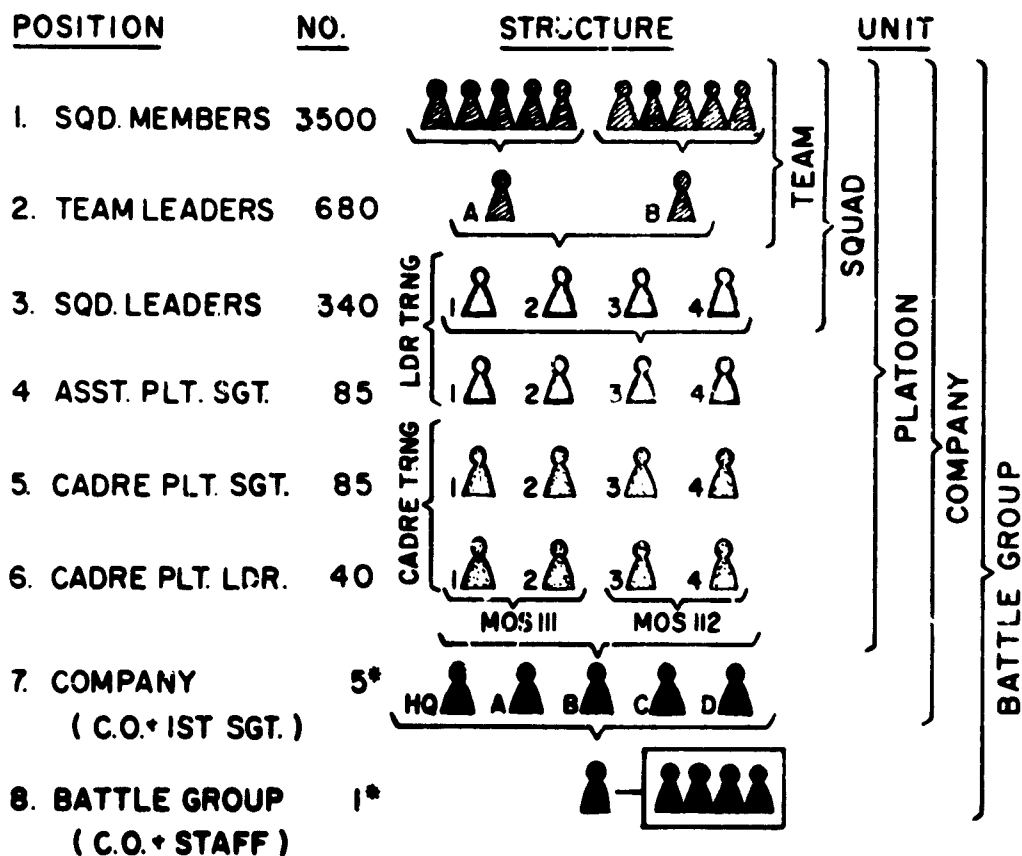 POSITION NO. STRUCTURE UNIT
1. SQD. MEMBERS 3500
2. TEAM LEADERS 680 A B
3. SQD. LEADERS 340 1 2 3 4
4 ASST. PLT. SGT. 85 1 2 3 4
LDR TRNG
5. CADRE PLT. SGT. 85 1 2 3 4
6. CADRE PLT. LDR. 40 1 2 3 4
CADRE TRNG
MOS 111 MOS 112
7. COMPANY 5* HQ A B C D
(C.O.+ 1ST SGT.)
8. BATTLE GROUP 1*
(C.O.+ STAFF)
TEAM
SQUAD
PLATOON
COMPANY
BATTLE GROUP